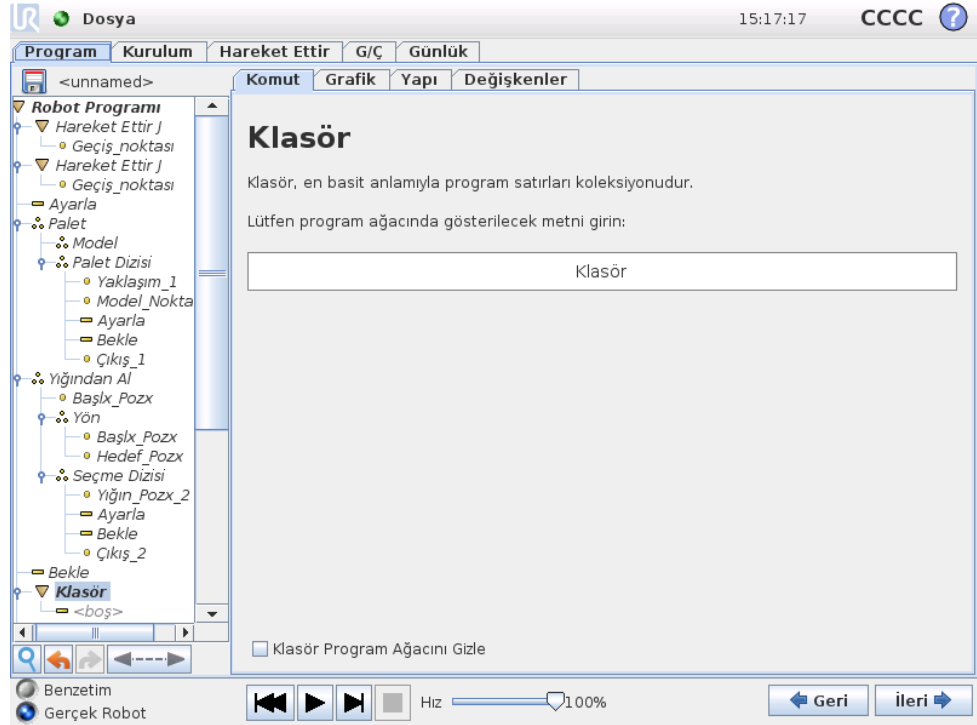 UR Dosya 15:17:17 CCCC ?
Program Kurulum Hareket Ettir G/Ç Günlük
<unnamed>
Komut Grafik Yapı Değişkenler
Robot Programı
Hareket Ettir J
Geçiş_noktası
Hareket Ettir J
Geçiş_noktası
Ayarla
Palet
Model
Palet Dizisi
Yaklaşım_1
Model_Nokta
Ayarla
Bekle
Çıkış_1
Yığından Al
Başlx_Pozx
Yön
Başlx_Pozx
Hedef_Pozx
Seçme Dizisi
Yığın_Pozx_2
Ayarla
Bekle
Çıkış_2
Bekle
Klasör
<boş>
Klasör
Klasör, en basit anlamıyla program satırları koleksiyonudur.
Lütfen program ağacında gösterilecek metni girin:
Klasör
Klasör Program Ağacını Gizle
Benzetim
Gerçek Robot
Hız 100%
Geri İleri